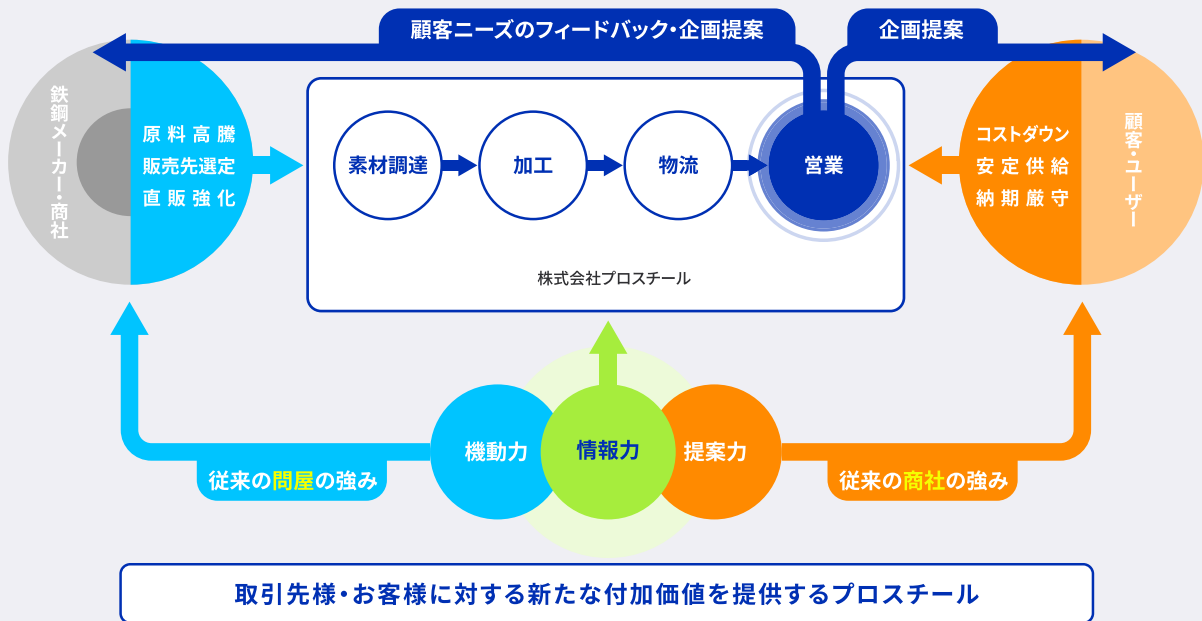 顧客ニーズのフィードバック・企画提案
企画提案
鉄鋼メーカー・商社
原料高騰
販売先選定
直販強化
素材調達
加工
物流
営業
コストダウン
安定供給
納期厳守
顧客・ユーザー
株式会社プロスチール
機動力
情報力
提案力
従来の問屋の強み
従来の商社の強み
取引先様・お客様に対する新たな付加価値を提供するプロスチール